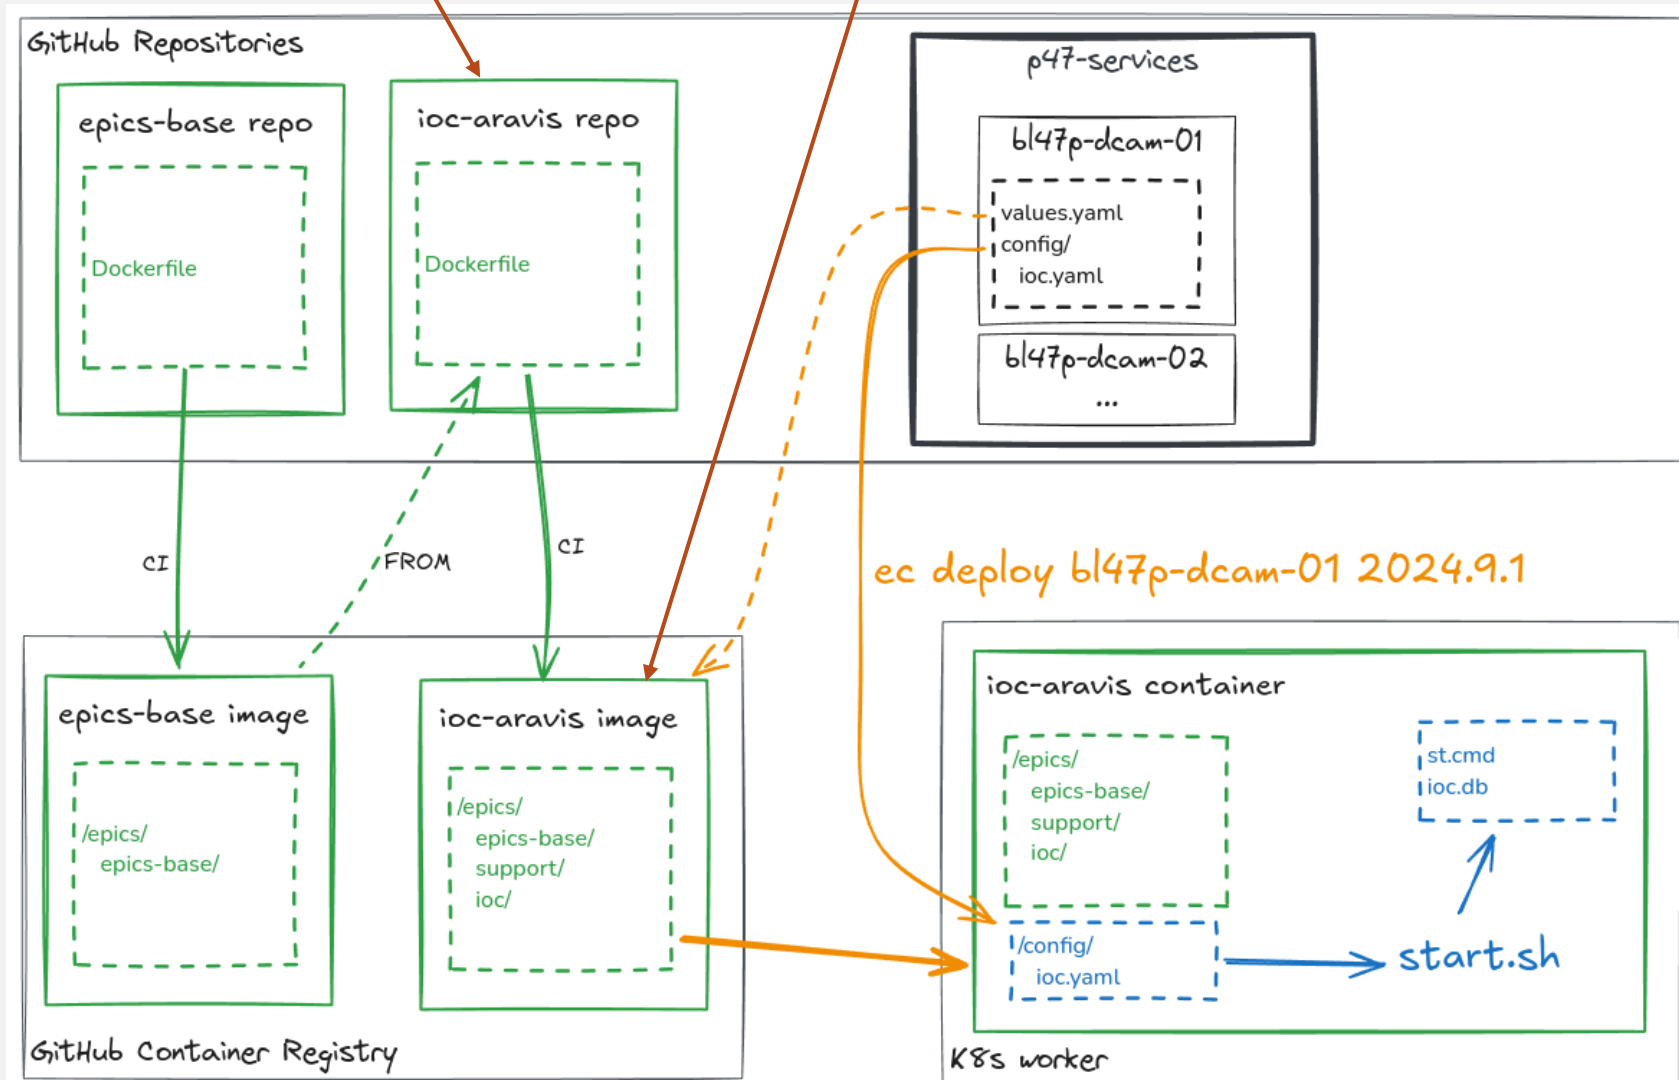 GitHub Repositories
epics-base repo
Dockerfile
ioc-aravis repo
Dockerfile
p47-services
bl47p-dcam-01
values.yaml
config/
ioc.yaml
bl47p-dcam-02
...
CI
FROM
CI
ec deploy bl47p-dcam-01 2024.9.1
epics-base image
/epics/
epics-base/
ioc-aravis image
/epics/
epics-base/
support/
ioc/
GitHub Container Registry
ioc-aravis container
/epics/
epics-base/
support/
ioc/
/config/
ioc.yaml
st.cmd
ioc.db
start.sh
K8s worker